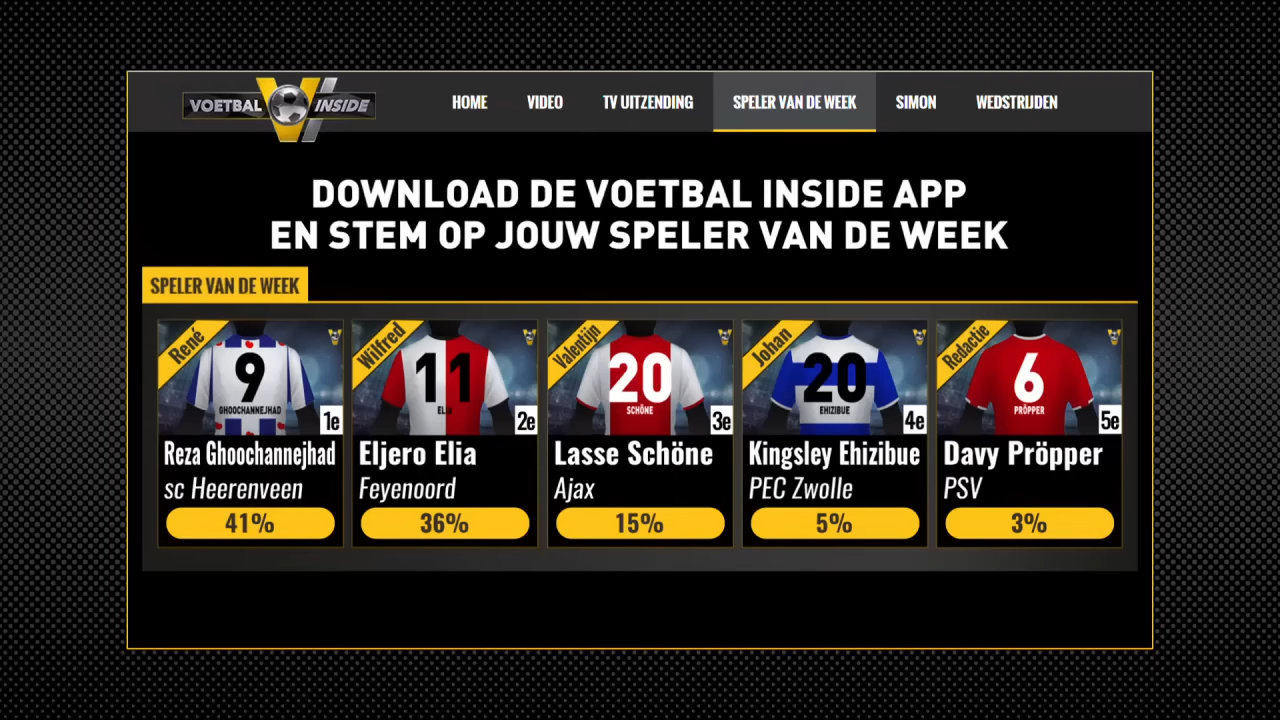 VOETBAL INSIDE
HOME VIDEO TV UITZENDING SPELER VAN DE WEEK SIMON WEDSTRIJDEN
DOWNLOAD DE VOETBAL INSIDE APP
EN STEM OP JOUW SPELER VAN DE WEEK
SPELER VAN DE WEEK
René
9
GHOOCHANNEJHAD
1e
Reza Ghoochannejhad
sc Heerenveen
41%
Wilfred
11
ELIA
2e
Eljero Elia
Feyenoord
36%
Valentijn
20
SCHÖNE
3e
Lasse Schöne
Ajax
15%
Johan
20
EHIZIBUE
4e
Kingsley Ehizibue
PEC Zwolle
5%
Redactie
6
PRÖPPER
5e
Davy Pröpper
PSV
3%